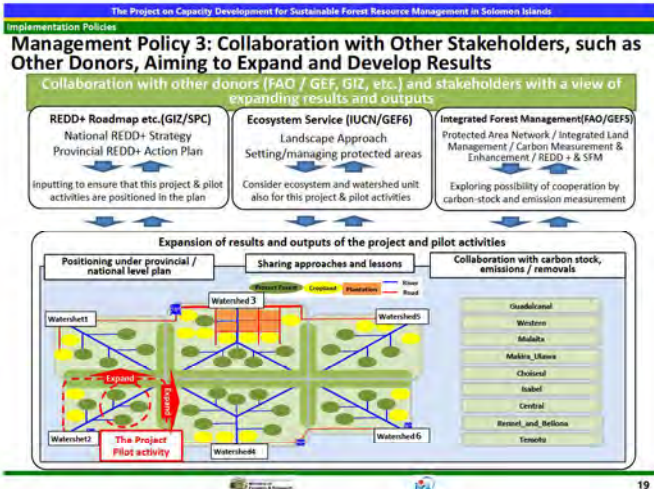 The Project on Capacity Development for Sustainable Forest Resource Management in Solomen Islands
Implementation Policies
Management Policy 3: Collaboration with Other Stakeholders, such as
Other Donors, Aiming to Expand and Develop Results
Collaboration with other donors (FAO / GEF, GIZ, etc.) and stakeholders with a view of
expanding results and outputs
REDD+ Roadmap etc.(GIZ/SPC)
National REDD+ Strategy
Provincial REDD+ Action Plan
Inputting to ensure that this project & pilot
activities are positioned in the plan
Ecosystem Service (IUCN/GEF6)
Landscape Approach
Setting/managing protected areas
Consider ecosystem and watershed unit
also for this project & pilot activities
Integrated Forest Management(FAO/GEF5)
Protected Area Network / Integrated Land
Management / Carbon Measurement &
Enhancement / REDD + & SFM
Exploring possibility of cooperation by
carbon-stock and emission measurement
Expansion of results and outputs of the project and pilot activities
Positioning under provincial /
national level plan
Sharing approaches and lessons
Collaboration with carbon stock,
emissions / removals
Cropland
Plantation
River
Road
Watershed 3
Watershet1
Watershed5
Expand
Expand
Watershet2
The Project
Pilot activity
Watershed4
Watershed 6
Guadalcanal
Western
Malaita
Makira_Ulawa
Choiseul
Isabel
Central
Rennel_and_Bellona
Temotu
19